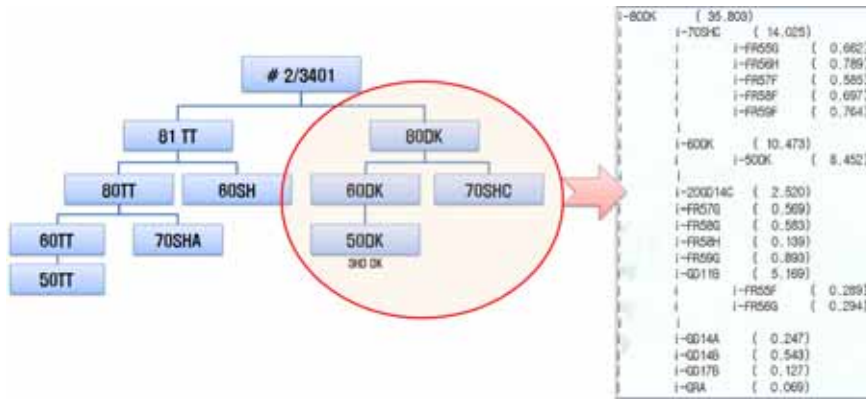 # 2/3401
81 TT
80DK
80TT
60SH
60DK
70SHC
60TT
70SHA
50DK
3HO DK
50TT
i-80DK ( 35.803)
i-70SHC ( 14.025)
i-FR55G ( 0.662)
i-FR56H ( 0.789)
i-FR57F ( 0.585)
i-FR58F ( 0.697)
i-FR59F ( 0.764)
i-60DK ( 10.473)
i-50DK ( 8.452)
i-20GD14C ( 2.520)
i-FR57G ( 0.569)
i-FR58G ( 0.583)
i-FR58H ( 0.139)
i-FR59G ( 0.893)
i-GD11B ( 5.169)
i-FR55F ( 0.289)
i-FR56G ( 0.294)
i-GD14A ( 0.247)
i-GD14B ( 0.543)
i-GD17B ( 0.127)
i-GRA ( 0.069)